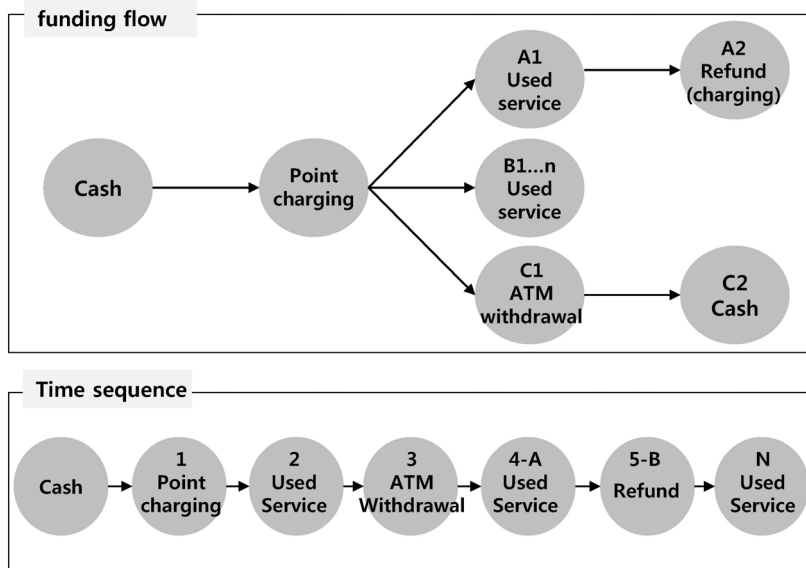 funding flow
Cash
Point
charging
A1
Used
service
A2
Refund
(charging)
B1...n
Used
service
C1
ATM
withdrawal
C2
Cash
Time sequence
Cash
1
Point
charging
2
Used
Service
3
ATM
Withdrawal
4-A
Used
Service
5-B
Refund
N
Used
Service